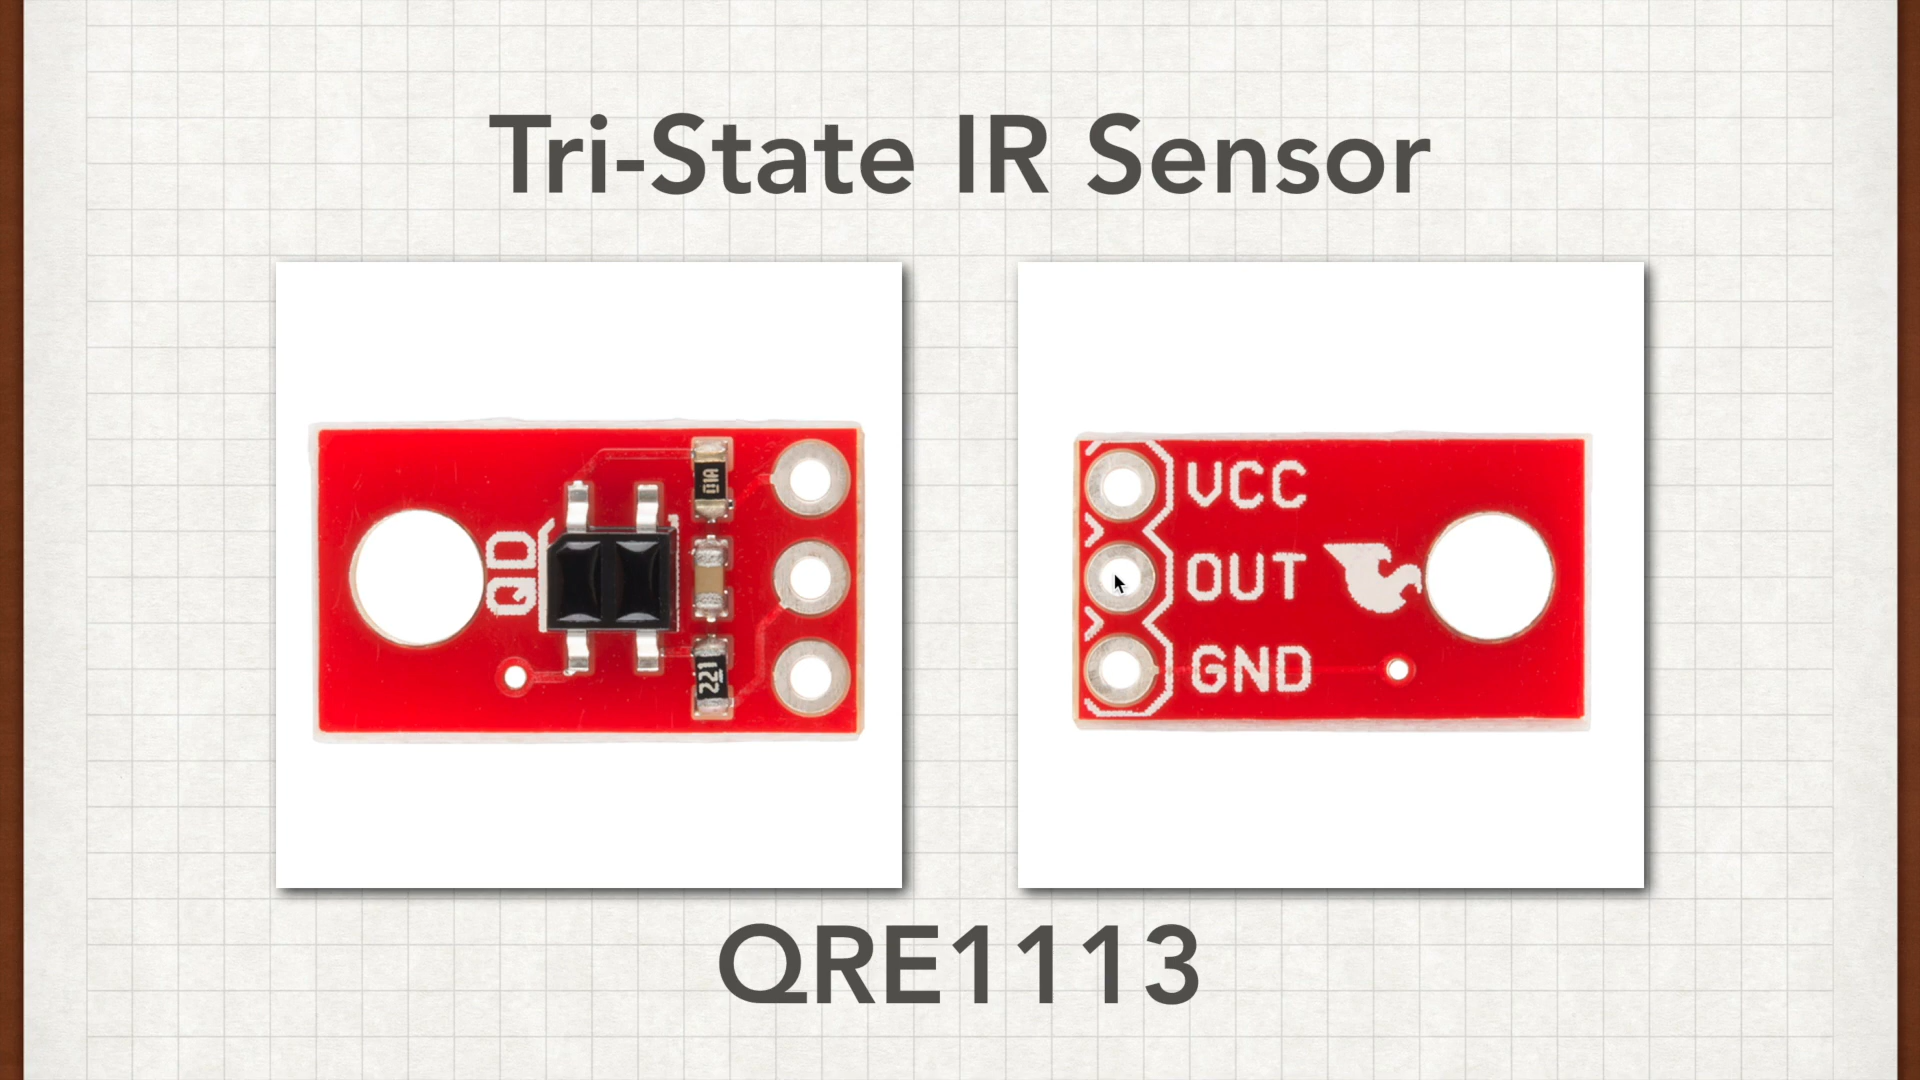 Tri-State IR Sensor
QD
01A
221
VCC
OUT
GND
QRE1113